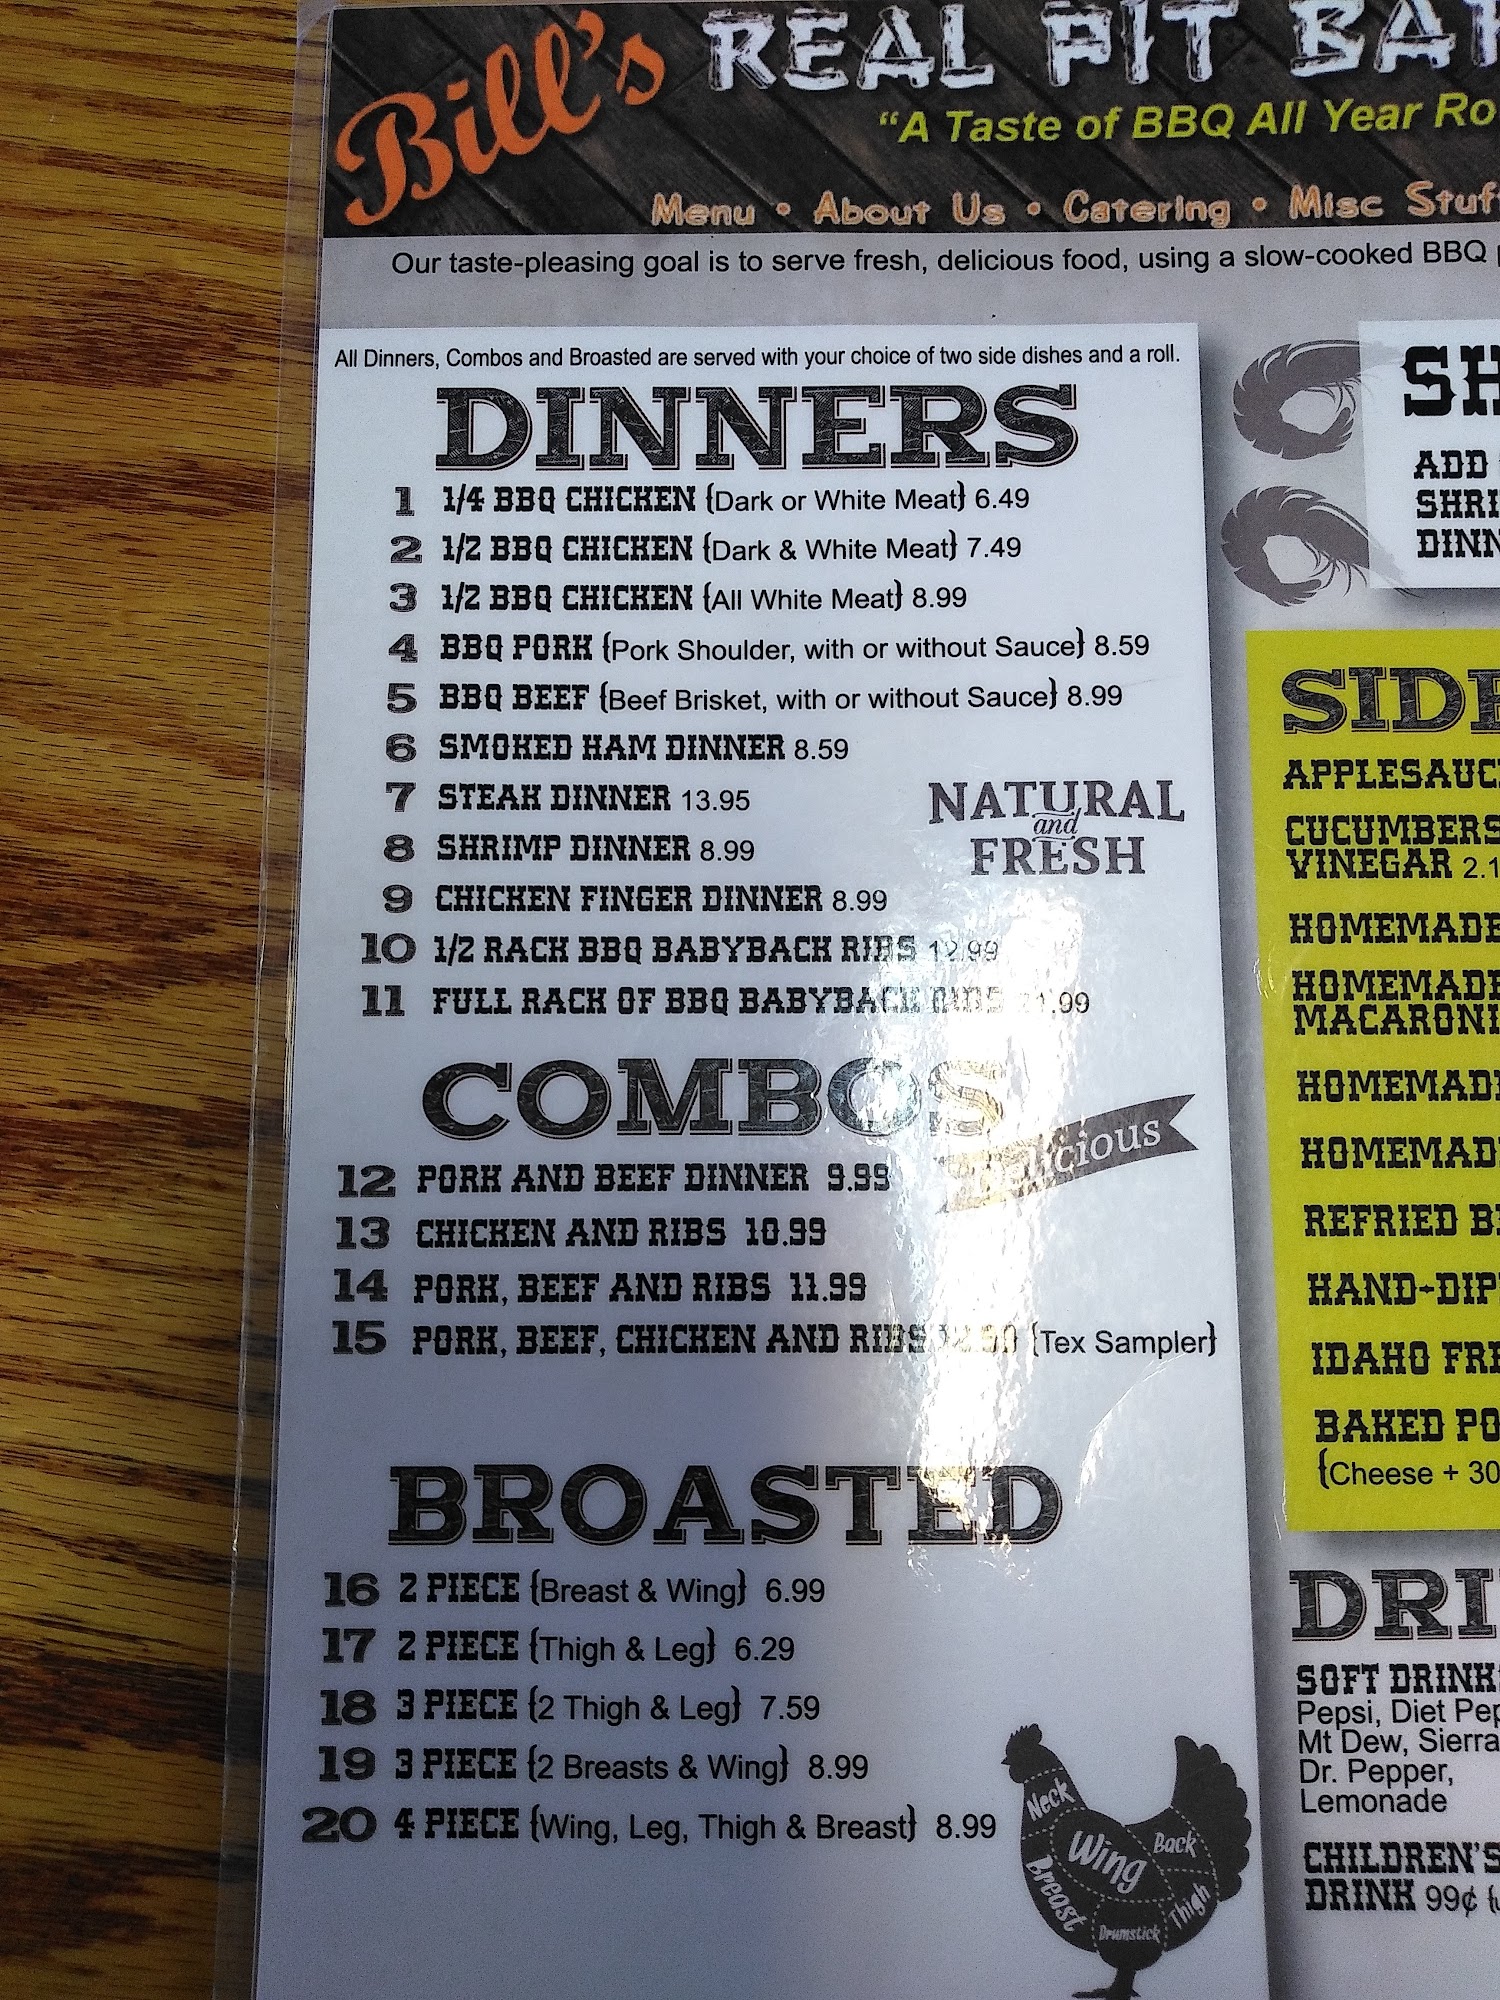 Bill's REAL PIT BAR
"A Taste of BBQ All Year Ro
Menu • About Us • Catering • Misc Stuf
Our taste-pleasing goal is to serve fresh, delicious food, using a slow-cooked BBQ
All Dinners, Combos and Broasted are served with your choice of two side dishes and a roll.
DINNERS
1 1/4 BBQ CHICKEN {Dark or White Meat} 6.49
2 1/2 BBQ CHICKEN {Dark & White Meat} 7.49
3 1/2 BBQ CHICKEN {All White Meat} 8.99
4 BBQ PORK {Pork Shoulder, with or without Sauce} 8.59
5 BBQ BEEF {Beef Brisket, with or without Sauce} 8.99
6 SMOKED HAM DINNER 8.59
7 STEAK DINNER 13.95
8 SHRIMP DINNER 8.99
9 CHICKEN FINGER DINNER 8.99
10 1/2 RACK BBQ BABYBACK RIBS 12.99
11 FULL RACK OF BBQ BABYBACK RIBS
NATURAL
and
FRESH
COMBOS
Delicious
12 PORK AND BEEF DINNER 9.99
13 CHICKEN AND RIBS 10.99
14 PORK, BEEF AND RIBS 11.99
15 PORK, BEEF, CHICKEN AND RIBS {Tex Sampler}
BROASTED
16 2 PIECE {Breast & Wing} 6.99
17 2 PIECE {Thigh & Leg} 6.29
18 3 PIECE {2 Thigh & Leg} 7.59
19 3 PIECE {2 Breasts & Wing} 8.99
20 4 PIECE {Wing, Leg, Thigh & Breast} 8.99
Neck
Wing
Back
Breast
Thigh
Drumstick
SH
ADD
SHRI
DINN
SIDE
APPLESAUC
CUCUMBERS
VINEGAR 2.1
HOMEMADE
HOMEMADE
MACARONI
HOMEMAD
HOMEMAD
REFRIED B
HAND-DIP
IDAHO FR
BAKED PO
{Cheese + 30
DRI
SOFT DRINK
Pepsi, Diet Pep
Mt Dew, Sierra
Dr. Pepper,
Lemonade
CHILDREN'S
DRINK 99¢